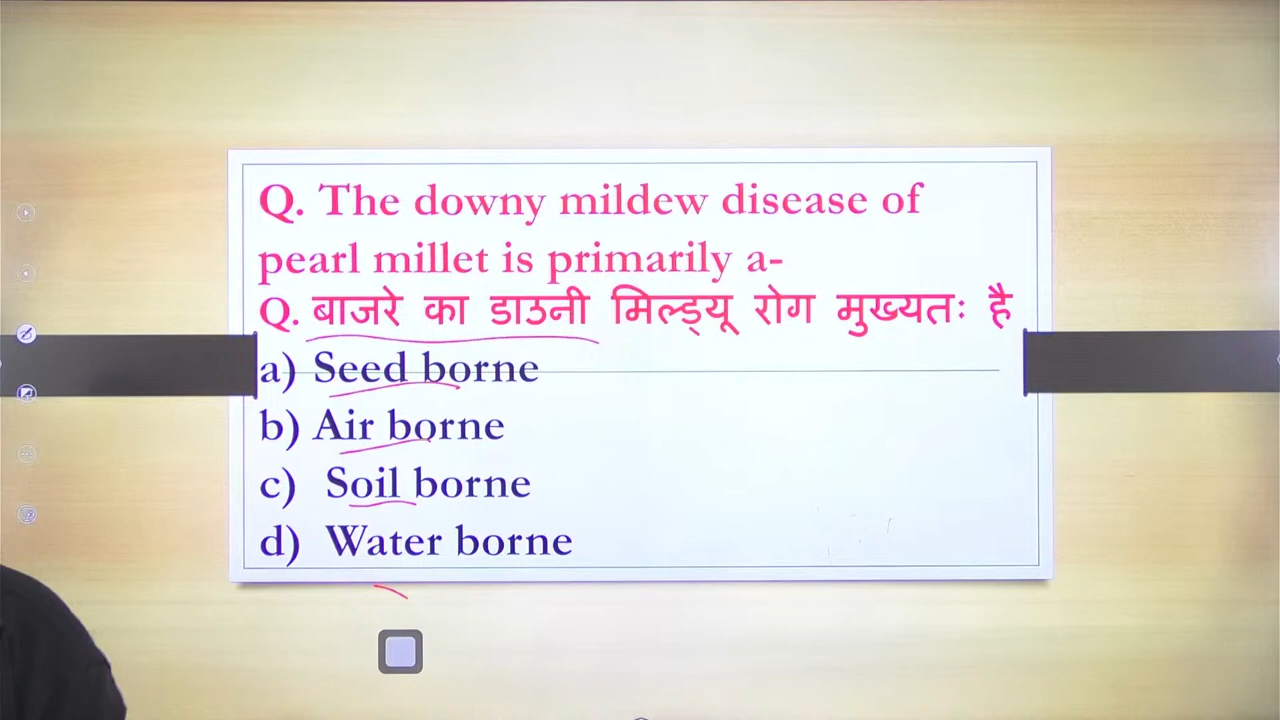 Q. The downy mildew disease of
pearl millet is primarily a-
Q. बाजरे का डाउनी मिल्ड्यू रोग मुख्यतः है
a) Seed borne
b) Air borne
c) Soil borne
d) Water borne